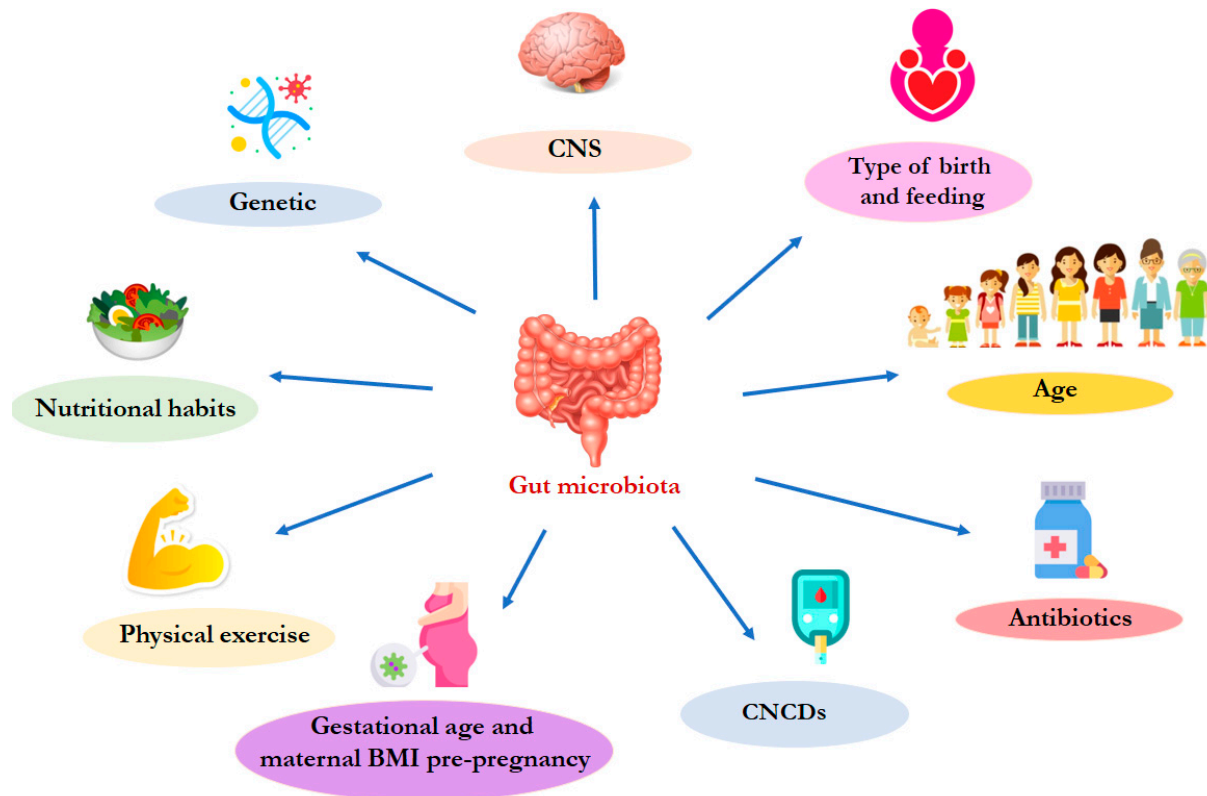 CNS
Type of birth
and feeding
Genetic
Age
Nutritional habits
Gut microbiota
Antibiotics
Physical exercise
CNCDs
Gestational age and
maternal BMI pre-pregnancy